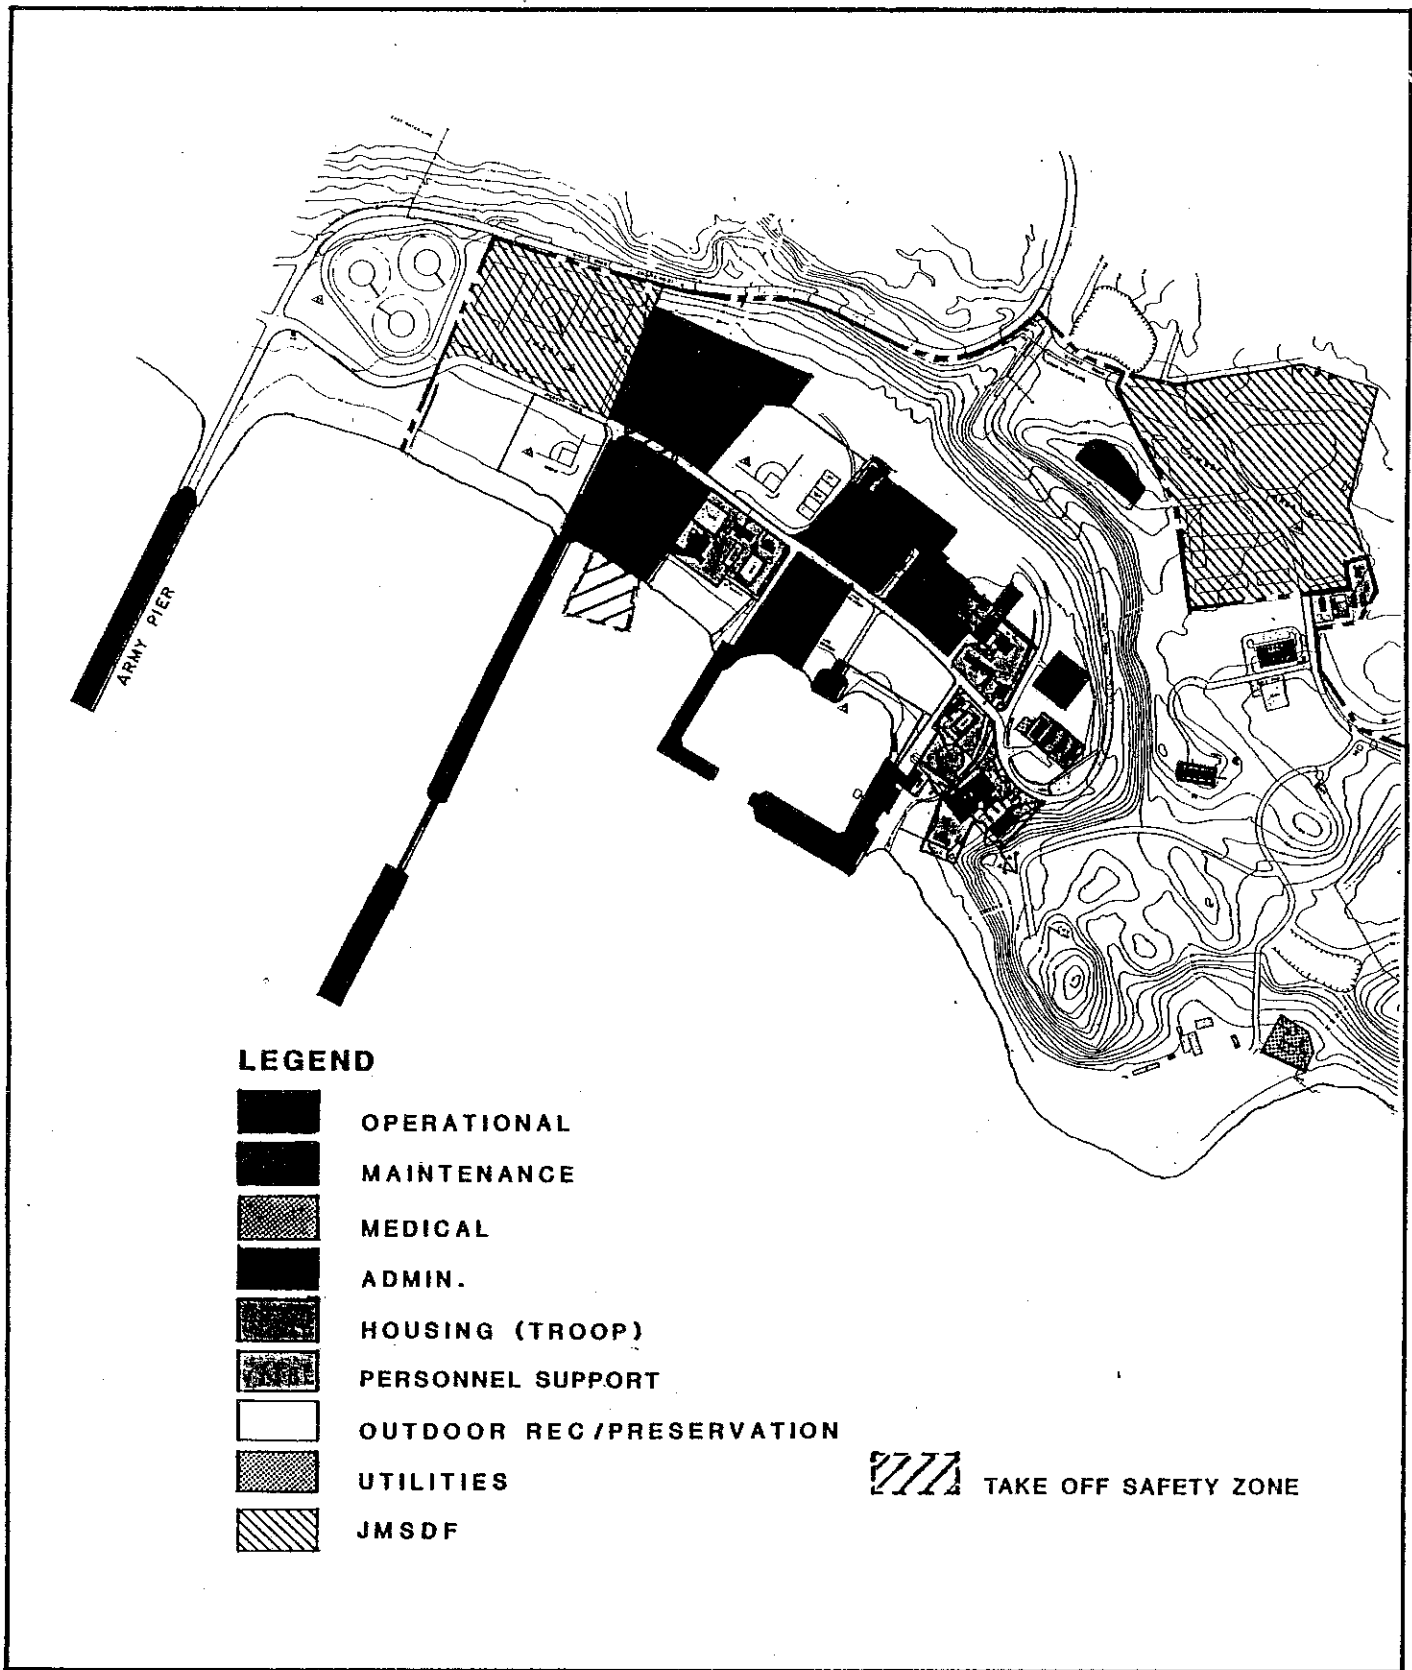 ARMY PIER
LEGEND
OPERATIONAL
MAINTENANCE
MEDICAL
ADMIN.
HOUSING (TROOP)
PERSONNEL SUPPORT
OUTDOOR REC/PRESERVATION
UTILITIES
TAKE OFF SAFETY ZONE
JMSDF